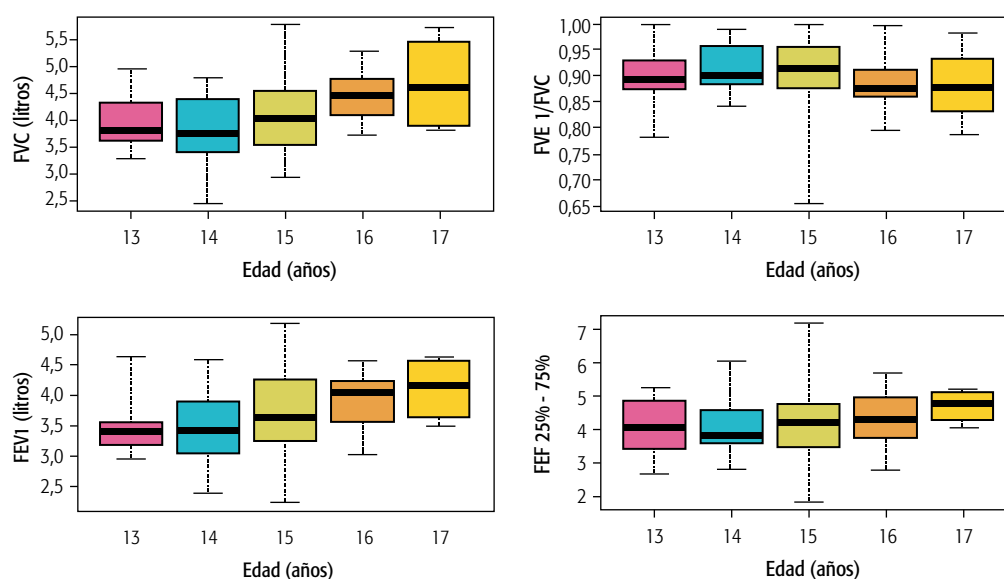 FVC (litros)
5,5
5,0
4,5
4,0
3,5
3,0
2,5
13 14 15 16 17
Edad (años)
FVE 1/FVC
1,00
0,95
0,90
0,85
0,80
0,75
0,70
0,65
13 14 15 16 17
Edad (años)
FEV1 (litros)
5,0
4,5
4,0
3,5
3,0
2,5
13 14 15 16 17
Edad (años)
FEF 25% - 75%
7
6
5
4
3
2
13 14 15 16 17
Edad (años)